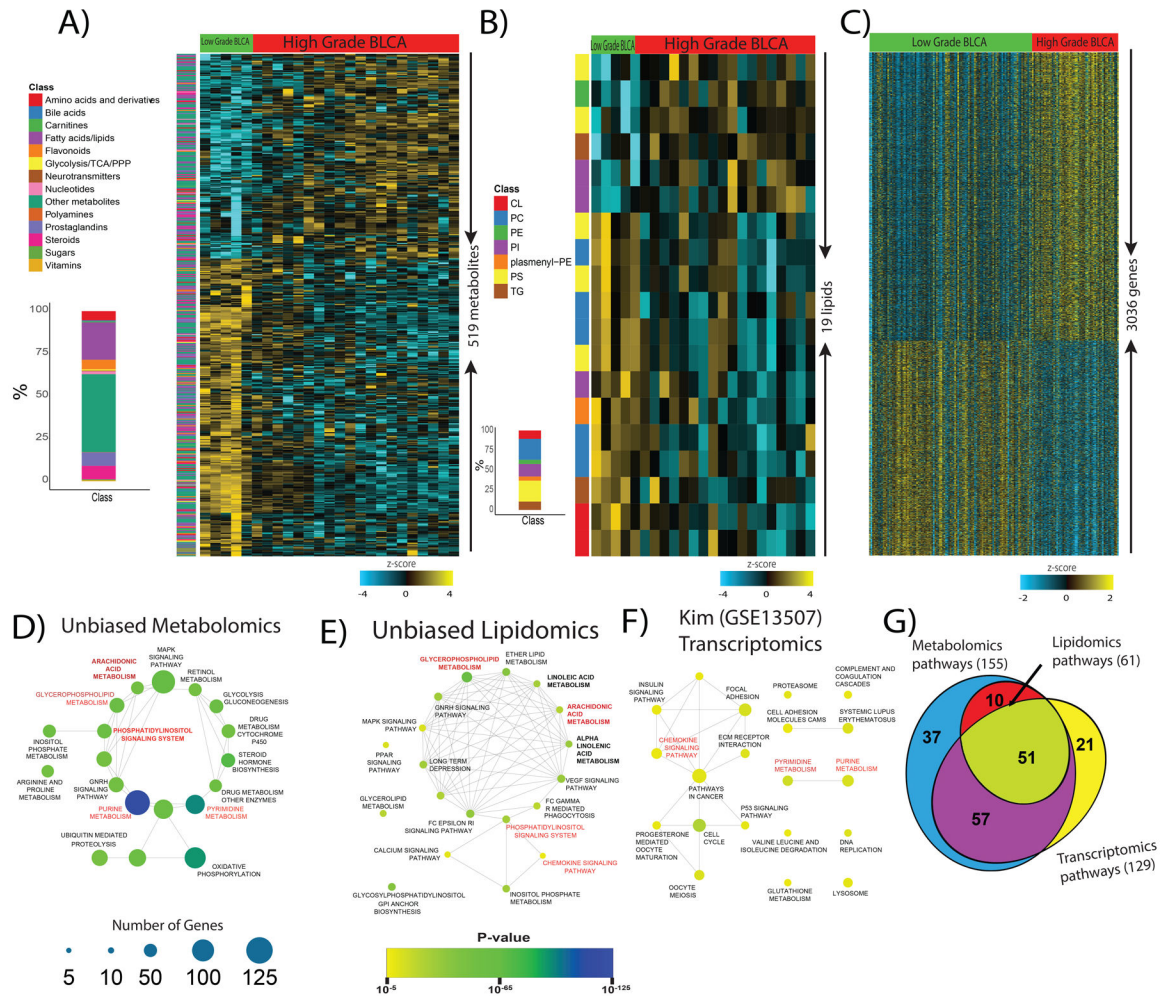 A)
Low Grade BLCA
High Grade BLCA
Class
Amino acids and derivatives
Bile acids
Carnitines
Fatty acids/lipids
Flavonoids
Glycolysis/TCA/PPP
Neurotransmitters
Nucleotides
Other metabolites
Polyamines
Prostaglandins
Steroids
Sugars
Vitamins
100
75
50
25
0
%
Class
519 metabolites
z-score
-4
0
4
B)
Low Grade BLCA
High Grade BLCA
Class
CL
PC
PE
PI
plasmenyl-PE
PS
TG
100
75
50
25
0
%
Class
19 lipids
z-score
-4
0
4
C)
Low Grade BLCA
High Grade BLCA
3036 genes
z-score
-2
0
2
D)
Unbiased Metabolomics
MAPK
SIGNALING
PATHWAY
ARACHIDONIC
ACID
METABOLISM
RETINOL
METABOLISM
GLYCEROPHOSPHOLIPID
METABOLISM
GLYCOLYSIS
GLUCONEOGENESIS
PHOSPHATIDYLINOSITOL
SIGNALING SYSTEM
DRUG
METABOLISM
CYTOCHROME
P450
INOSITOL
PHOSPHATE
METABOLISM
STEROID
HORMONE
BIOSYNTHESIS
ARGININE AND
PROLINE
METABOLISM
GNRH
SIGNALING
PATHWAY
DRUG METABOLISM
OTHER ENZYMES
PURINE
METABOLISM
PYRIMIDINE
METABOLISM
UBIQUITIN MEDIATED
PROTEOLYSIS
OXIDATIVE
PHOSPHORYLATION
Number of Genes
5
10
50
100
125
E)
Unbiased Lipidomics
GLYCEROPHOSPHOLIPID
METABOLISM
ETHER LIPID
METABOLISM
LINOLEIC ACID
METABOLISM
GNRH SIGNALING
PATHWAY
ARACHIDONIC
ACID
METABOLISM
MAPK SIGNALING
PATHWAY
PPAR
SIGNALING
PATHWAY
LONG TERM
DEPRESSION
ALPHA
LINOLENIC
ACID
METABOLISM
VEGF SIGNALING
PATHWAY
GLYCEROLIPID
METABOLISM
FC GAMMA
R MEDIATED
PHAGOCYTOSIS
FC EPSILON RI
SIGNALING PATHWAY
PHOSPHATIDYLINOSITOL
SIGNALING SYSTEM
CALCIUM SIGNALING
PATHWAY
CHEMOKINE SIGNALING
PATHWAY
GLYCOSYLPHOSPHATIDYLINOSITOL
GPI ANCHOR
BIOSYNTHESIS
INOSITOL PHOSPHATE
METABOLISM
P-value
10-5
10-65
10-125
F)
Kim (GSE13507)
Transcriptomics
INSULIN SIGNALING
PATHWAY
FOCAL
ADHESION
PROTEASOME
COMPLEMENT AND
COAGULATION
CASCADES
CELL ADHESION
MOLECULES CAMS
SYSTEMIC LUPUS
ERYTHEMATOSUS
CHEMOKINE
SIGNALING
PATHWAY
ECM RECEPTOR
INTERACTION
PYRIMIDINE
METABOLISM
PURINE
METABOLISM
PATHWAYS
IN CANCER
P53 SIGNALING
PATHWAY
PROGESTERONE
MEDIATED
OOCYTE
MATURATION
CELL
CYCLE
VALINE LEUCINE AND
ISOLEUCINE DEGRADATION
DNA
REPLICATION
OOCYTE
MEIOSIS
GLUTATHIONE
METABOLISM
LYSOSOME
G)
Metabolomics
pathways (155)
Lipidomics
pathways (61)
10
37
51
21
57
Transcriptomics
pathways (129)